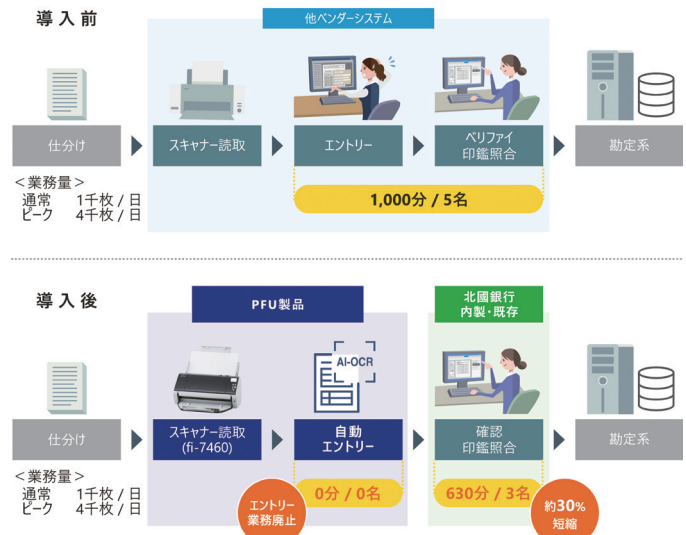 導入前
他ベンダーシステム
仕分け
スキャナー読取
エントリー
ベリファイ
印鑑照合
勘定系
＜業務量＞
通常 1千枚 / 日
ピーク 4千枚 / 日
1,000分 / 5名
導入後
PFU製品
北國銀行
内製・既存
AI-OCR
仕分け
スキャナー読取
(fi-7460)
自動
エントリー
確認
印鑑照合
勘定系
＜業務量＞
通常 1千枚 / 日
ピーク 4千枚 / 日
エントリー
業務廃止
0分 / 0名
630分 / 3名
約30%
短縮